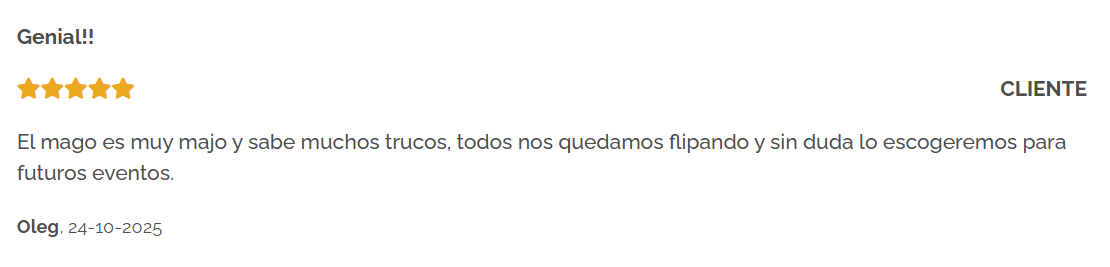 Genial!!
CLIENTE
El mago es muy majo y sabe muchos trucos, todos nos quedamos flipando y sin duda lo escogeremos para
futuros eventos.
Oleg, 24-10-2025